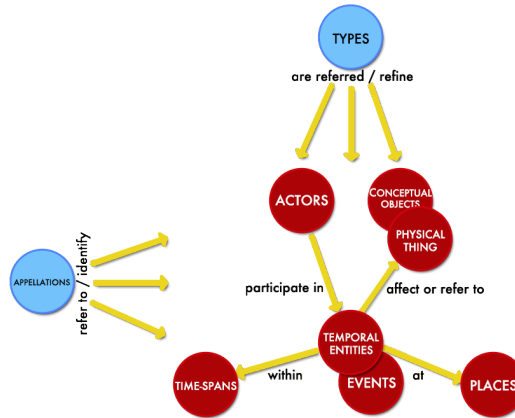 TYPES
are referred / refine
ACTORS
CONCEPTUAL
OBJECTS
PHYSICAL
THING
APPELLATIONS
refer to / identify
participate in
affect or refer to
TEMPORAL
ENTITIES
TIME-SPANS
within
EVENTS
at
PLACES